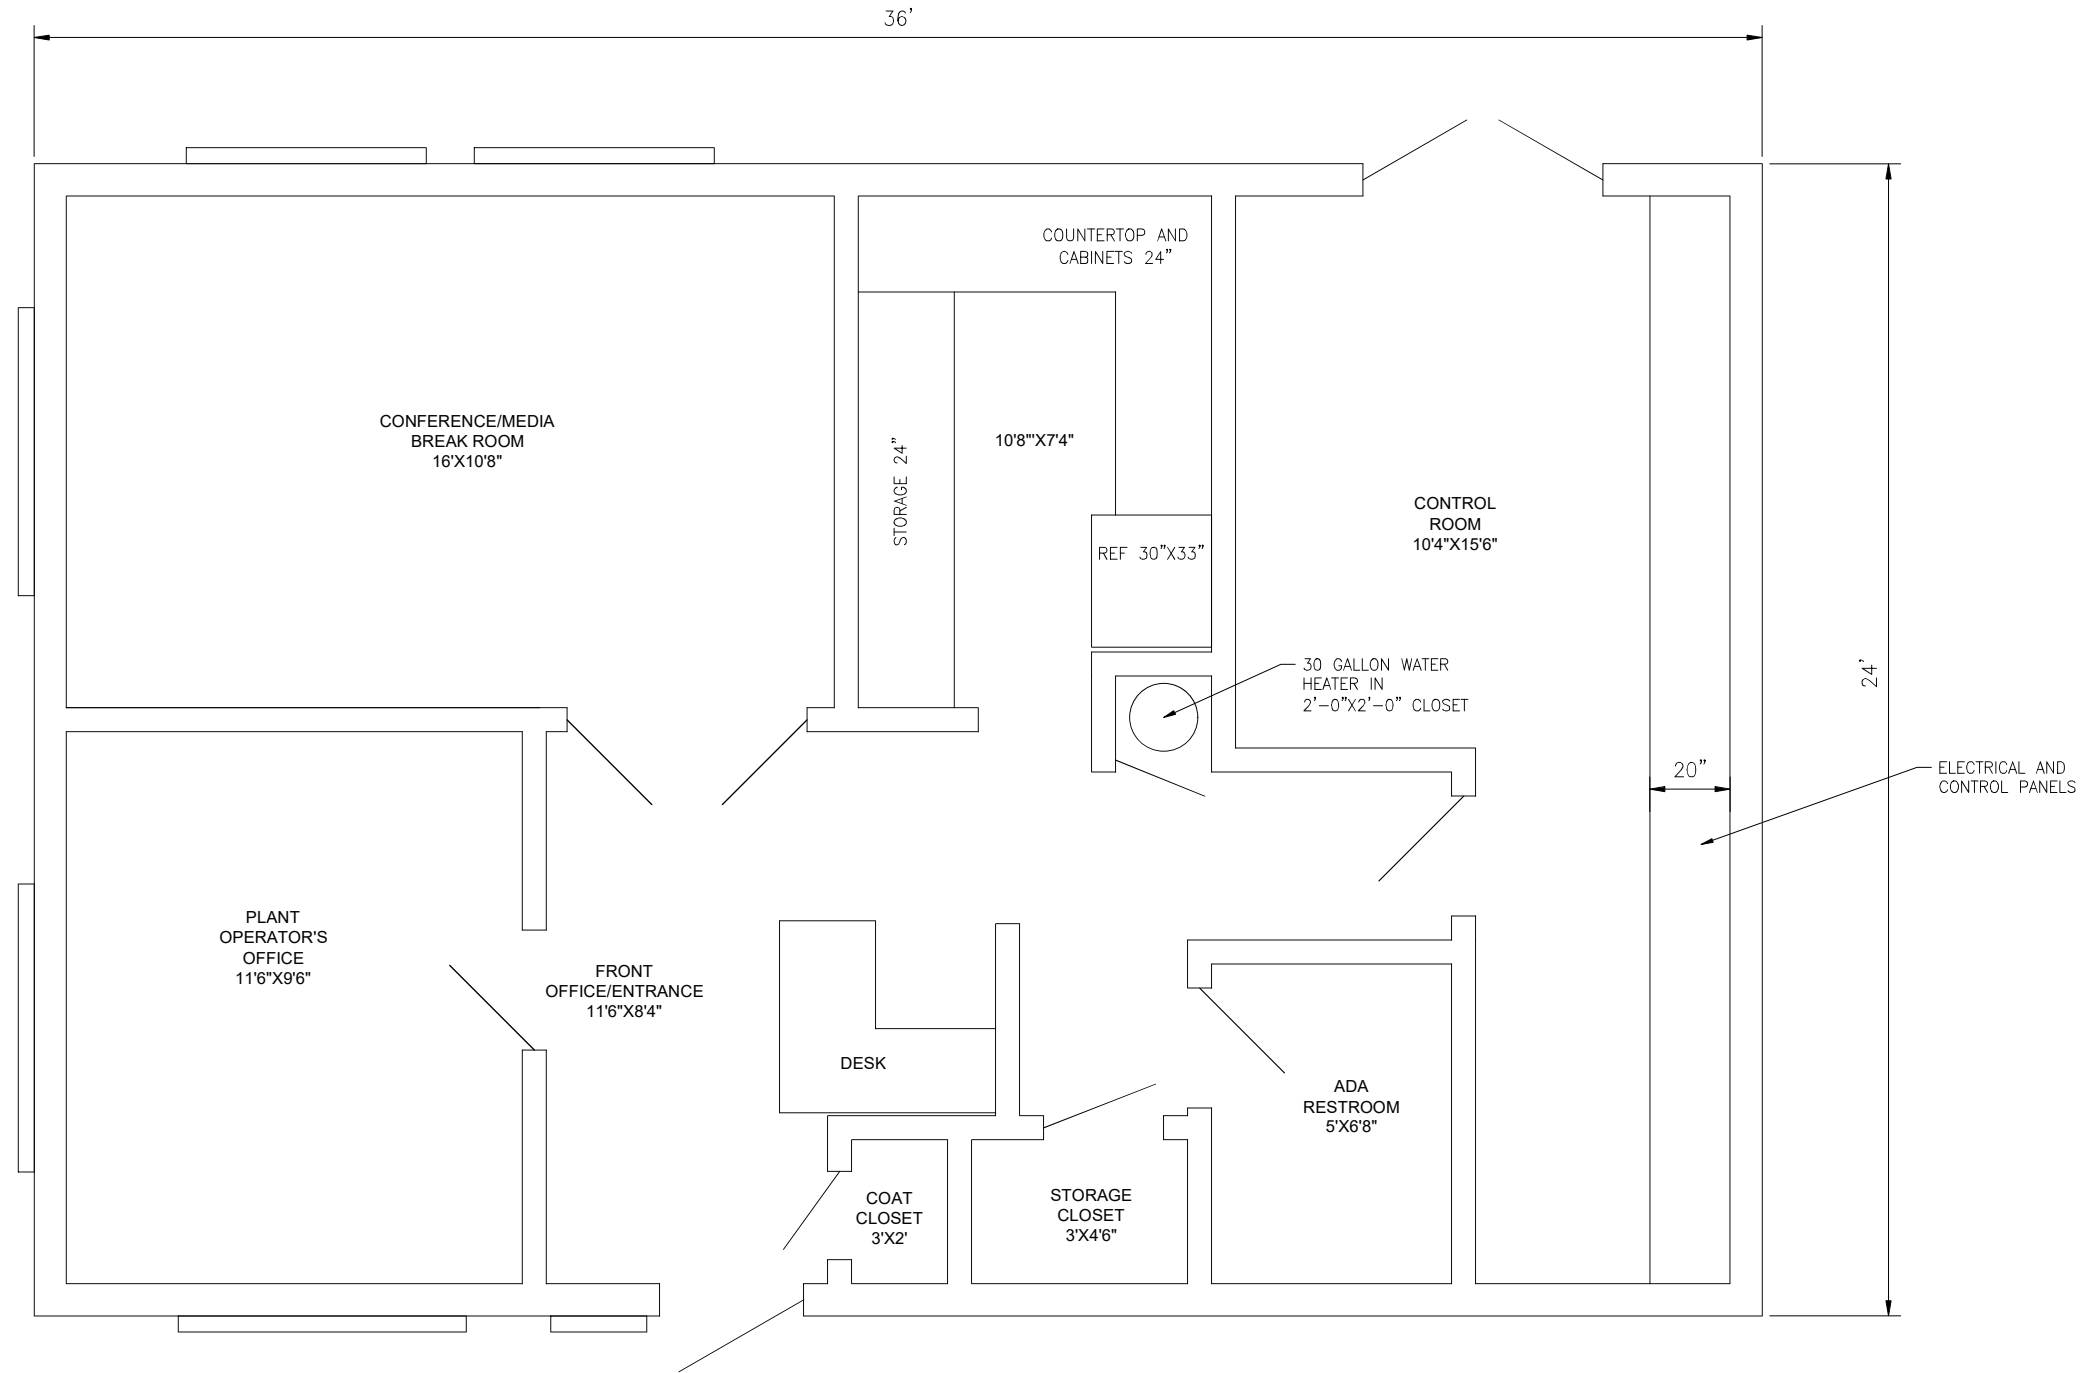 36'
COUNTERTOP AND
CABINETS 24"
CONFERENCE/MEDIA
BREAK ROOM
16'X10'8"
STORAGE 24"
10'8"'X7'4"
REF 30"X33"
CONTROL
ROOM
10'4"X15'6"
30 GALLON WATER
HEATER IN
2'-0"X2'-0" CLOSET
24'
20"
ELECTRICAL AND
CONTROL PANELS
PLANT
OPERATOR'S
OFFICE
11'6"X9'6"
FRONT
OFFICE/ENTRANCE
11'6"X8'4"
DESK
ADA
RESTROOM
5'X6'8"
COAT
CLOSET
3'X2'
STORAGE
CLOSET
3'X4'6"